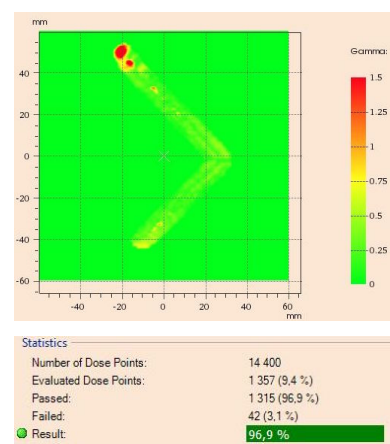 mm
Gamma:
1.5
1.25
1
0.75
0.5
0.25
0
40
20
0
-20
-40
-60
-40 -20 0 20 40 60
mm
Statistics
Number of Dose Points: 14 400
Evaluated Dose Points: 1 357 (9,4 %)
Passed: 1 315 (96,9 %)
Failed: 42 (3,1 %)
Result: 96,9 %